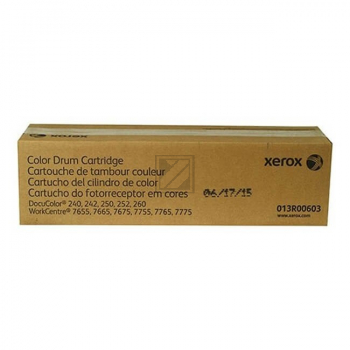 xerox
Color Drum Cartridge
Cartouche de tambour couleur
Cartucho del cilindro de color
Cartucho do fotorreceptor em cores
DocuColor® 240, 242, 250, 252, 260
WorkCentre® 7655, 7665, 7675, 7755, 7765, 7775
06/17/15
xerox
013R00603
www.xerox.com